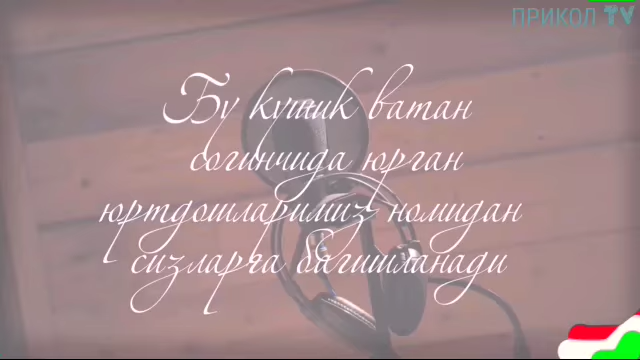 ПРИКОЛ TV
Бу кушик ватан
согинчида юрган
юртдошларимиз номидан
сизларга багишланади